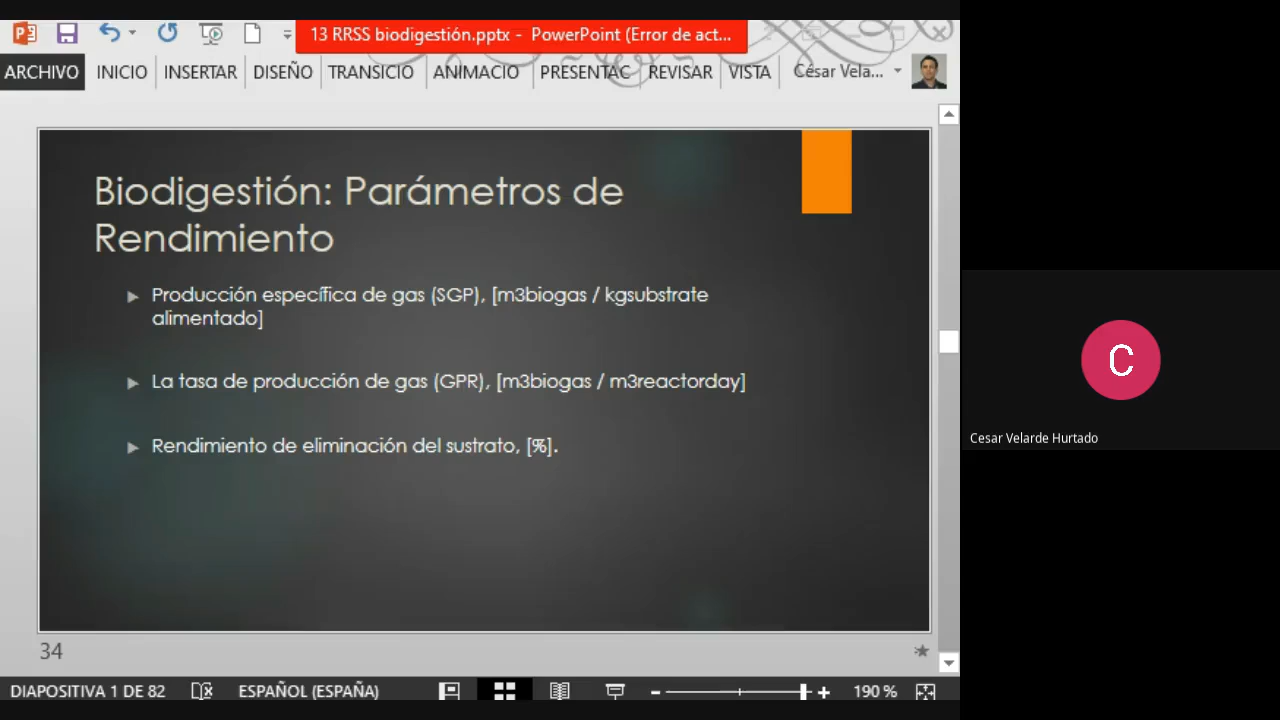 13 RRSS biodigestión.pptx - PowerPoint (Error de act...
ARCHIVO INICIO INSERTAR DISEÑO TRANSICIO ANIMACIO PRESENTAC REVISAR VISTA César Vela...
Biodigestión: Parámetros de
Rendimiento
Producción específica de gas (SGP), [m3biogas / kgsubstrate
alimentado]
La tasa de producción de gas (GPR), [m3biogas / m3reactorday]
Rendimiento de eliminación del sustrato, [%].
34
DIAPOSITIVA 1 DE 82 ESPAÑOL (ESPAÑA) 190 %
C
Cesar Velarde Hurtado